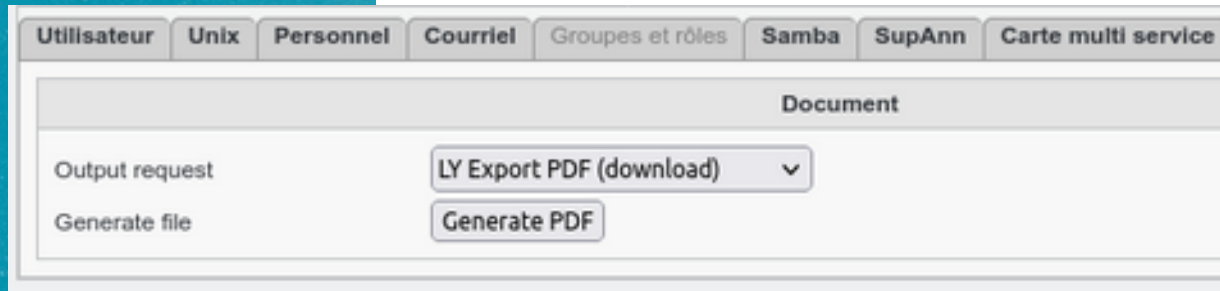 Utilisateur Unix Personnel Courriel Groupes et rôles Samba SupAnn Carte multi service
Document
Output request LY Export PDF (download)
Generate file Generate PDF